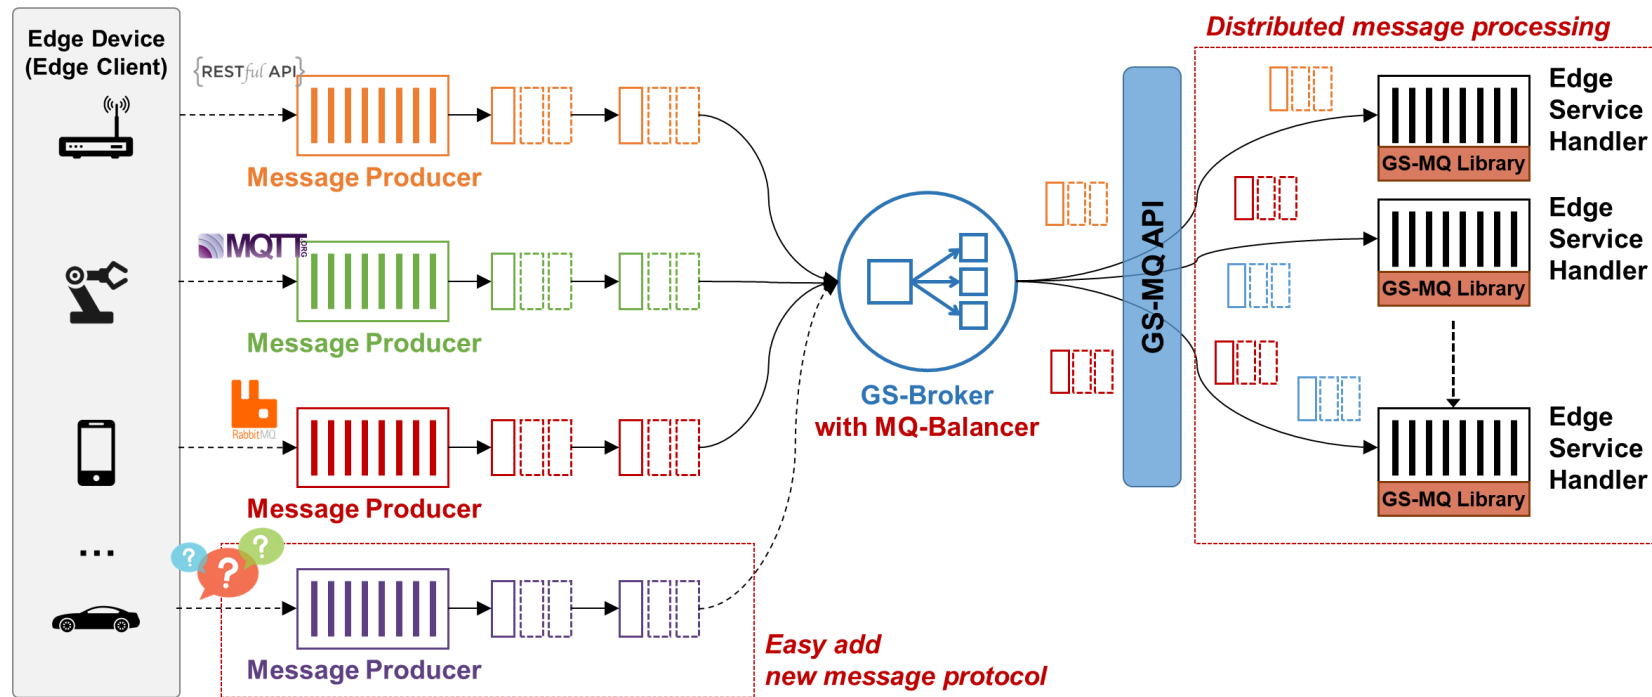 Edge Device
(Edge Client)
...
{RESTful API}
Message Producer
MQTT
.ORG
Message Producer
RabbitMQ
Message Producer
? ? ?
Message Producer
Easy add
new message protocol
GS-Broker
with MQ-Balancer
GS-MQ API
Distributed message processing
Edge
Service
Handler
GS-MQ Library
Edge
Service
Handler
GS-MQ Library
Edge
Service
Handler
GS-MQ Library